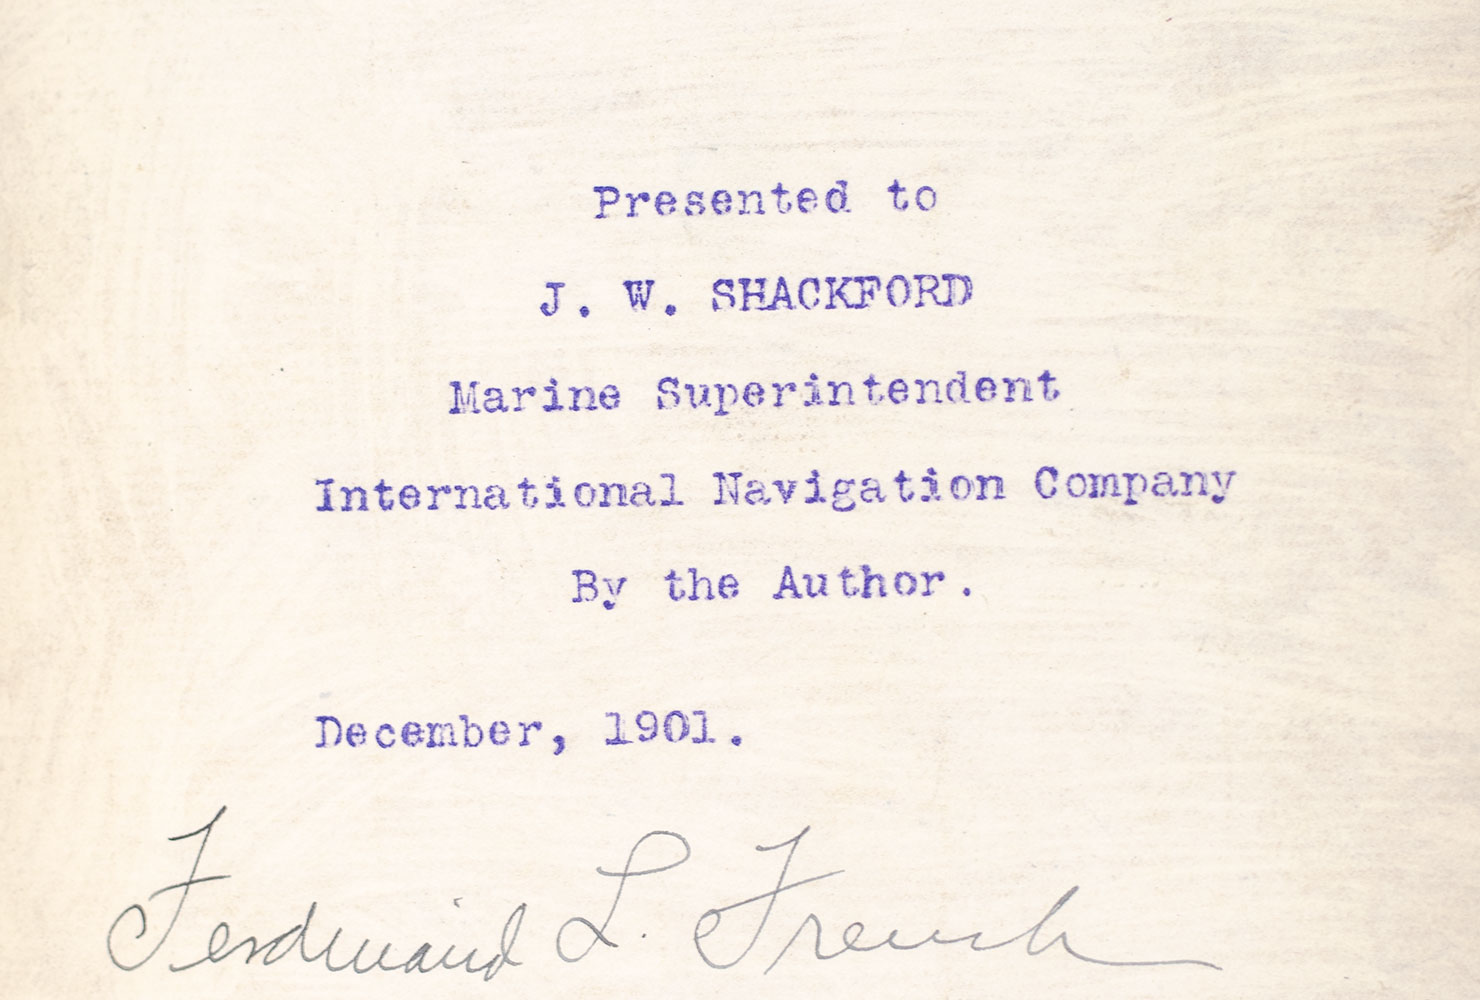 Presented to
J. W. SHACKFORD
Marine Superintendent
International Navigation Company
By the Author.
December, 1901.
Ferdinand L. French